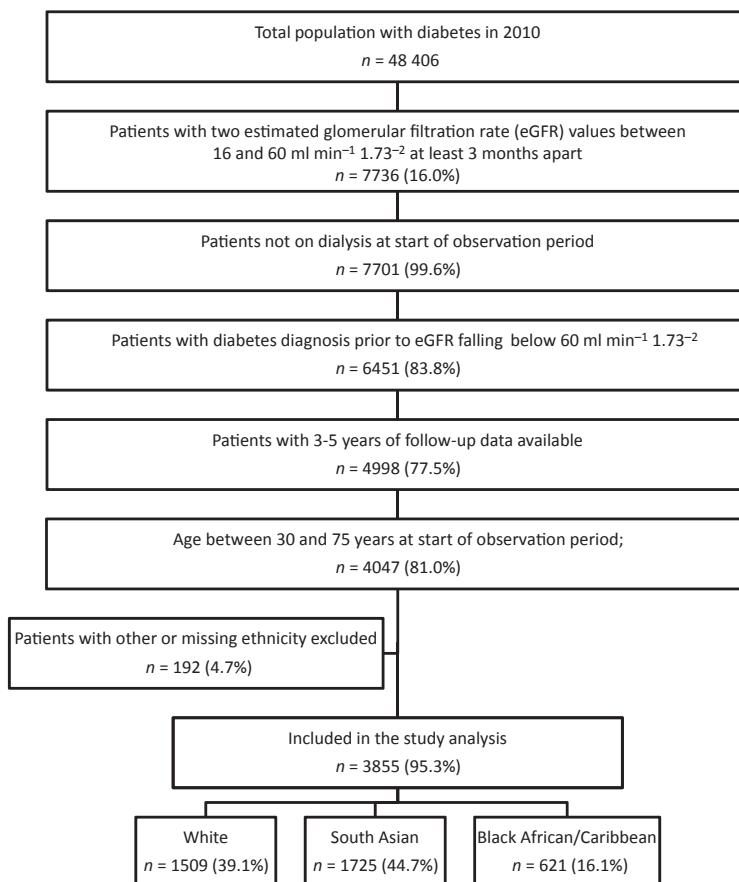 Total population with diabetes in 2010
n = 48 406
Patients with two estimated glomerular filtration rate (eGFR) values between
16 and 60 ml min⁻¹ 1.73⁻² at least 3 months apart
n = 7736 (16.0%)
Patients not on dialysis at start of observation period
n = 7701 (99.6%)
Patients with diabetes diagnosis prior to eGFR falling below 60 ml min⁻¹ 1.73⁻²
n = 6451 (83.8%)
Patients with 3-5 years of follow-up data available
n = 4998 (77.5%)
Age between 30 and 75 years at start of observation period;
n = 4047 (81.0%)
Patients with other or missing ethnicity excluded
n = 192 (4.7%)
Included in the study analysis
n = 3855 (95.3%)
White
n = 1509 (39.1%)
South Asian
n = 1725 (44.7%)
Black African/Caribbean
n = 621 (16.1%)